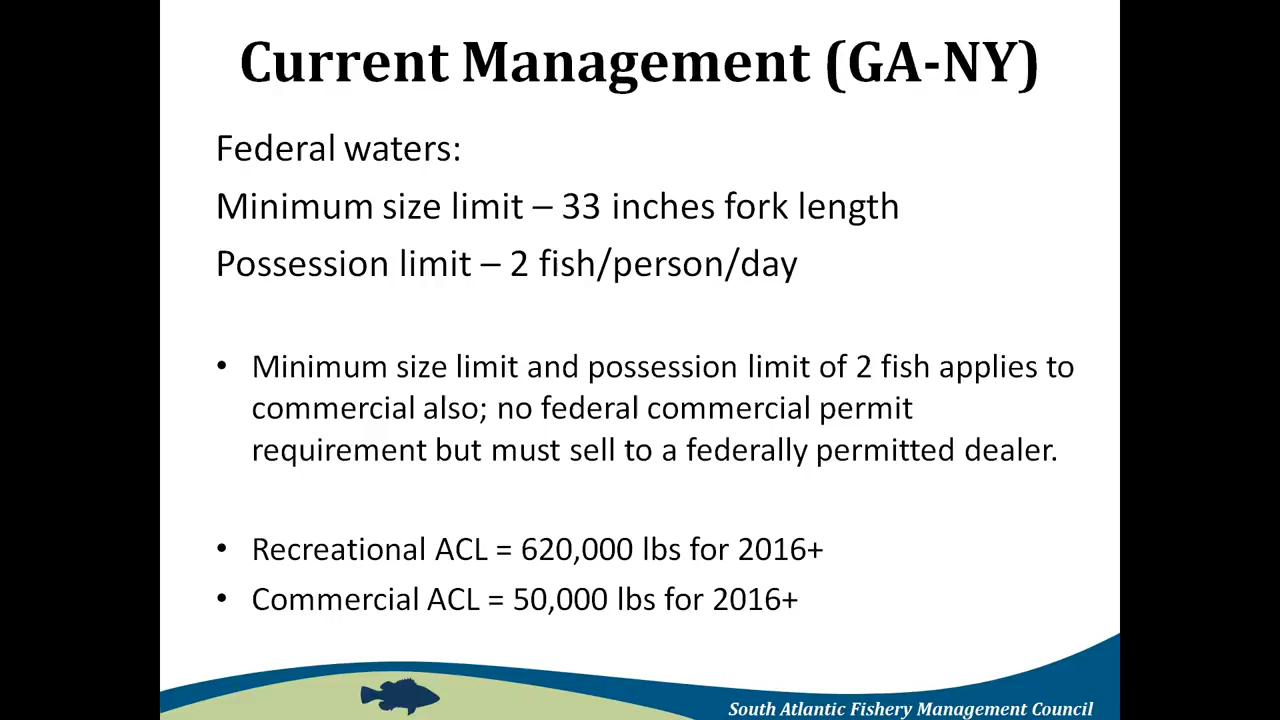 Current Management (GA-NY)
Federal waters:
Minimum size limit – 33 inches fork length
Possession limit – 2 fish/person/day
• Minimum size limit and possession limit of 2 fish applies to
commercial also; no federal commercial permit
requirement but must sell to a federally permitted dealer.
• Recreational ACL = 620,000 lbs for 2016+
• Commercial ACL = 50,000 lbs for 2016+
South Atlantic Fishery Management Council